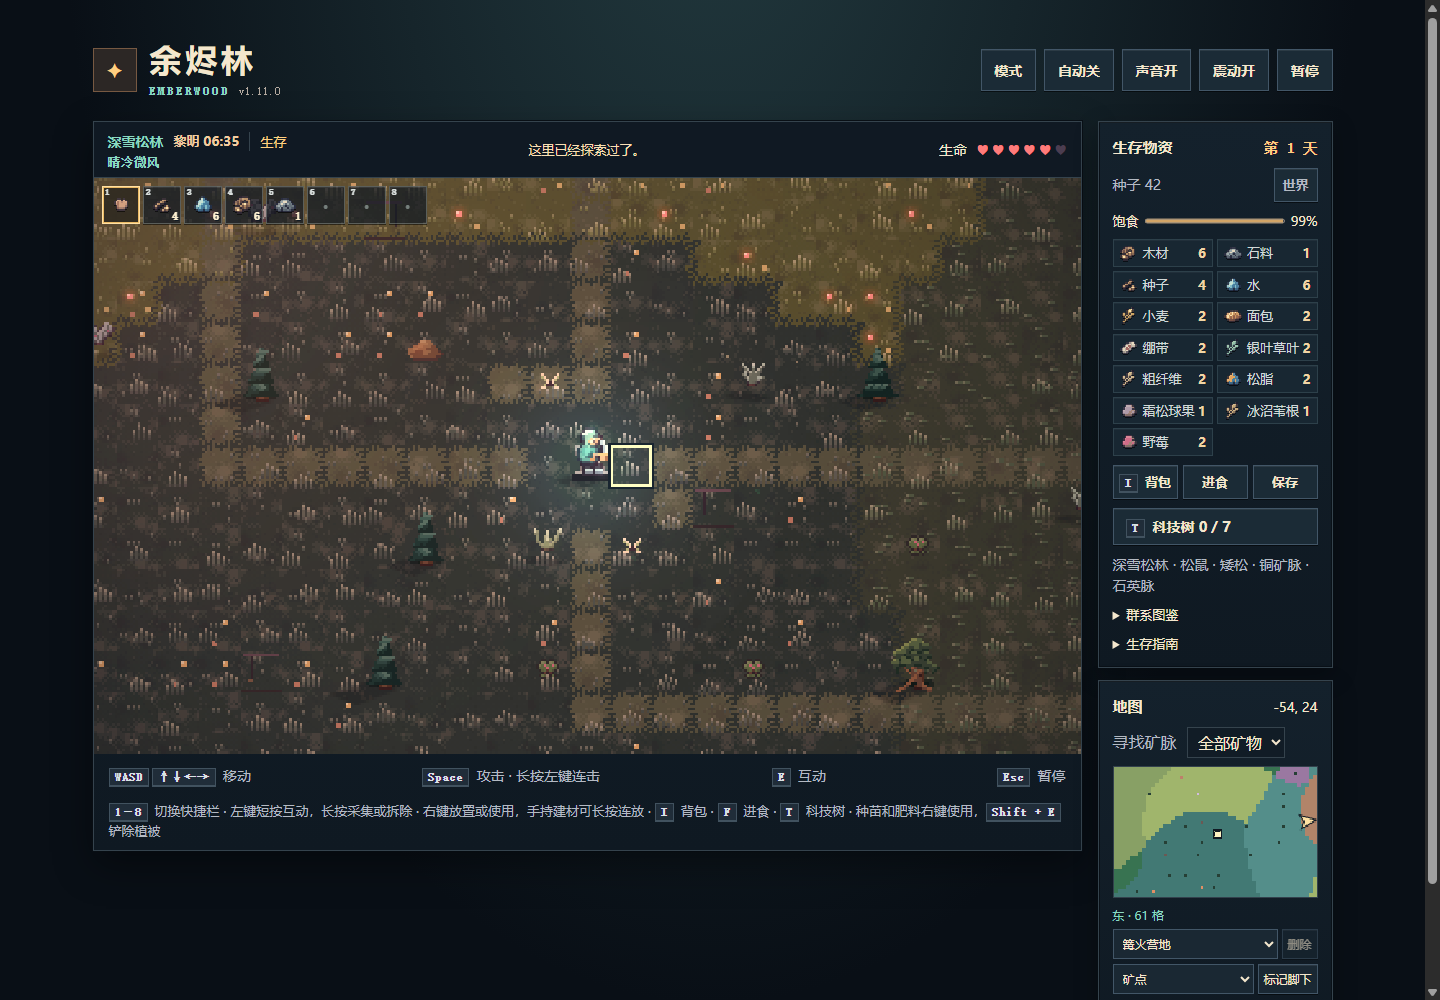 余烬林
EMBERWOOD v1.11.0
模式 自动关 声音开 震动开 暂停
深雪松林 黎明 06:35 生存
晴冷微风
这里已经探索过了。
生命
1 2 3 4 5 6 7 8
4 6 6 1
生存物资 第 1 天
种子 42 世界
饱食 99%
木材 6 石料 1
种子 4 水 6
小麦 2 面包 2
绷带 2 银叶草叶 2
粗纤维 2 松脂 2
霜松球果 1 冰沼苇根 1
野莓 2
I 背包 进食 保存
T 科技树 0 / 7
深雪松林 · 松鼠 · 矮松 · 铜矿脉 ·
石英脉
▶ 群系图鉴
▶ 生存指南
地图 -54, 24
寻找矿脉 全部矿物
东 · 61 格
篝火营地 删除
矿点 标记脚下
WASD ↑↓←→ 移动 Space 攻击 · 长按左键连击 E 互动 Esc 暂停
1–8 切换快捷栏 · 左键短按互动，长按采集或拆除 · 右键放置或使用，手持建材可长按连放 · I 背包 · F 进食 · T 科技树 · 种苗和肥料右键使用， Shift + E
铲除植被